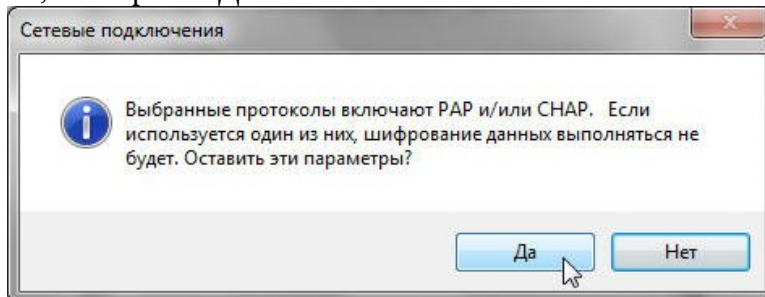 Сетевые подключения
Выбранные протоколы включают PAP и/или CHAP. Если
используется один из них, шифрование данных выполняться не
будет. Оставить эти параметры?
Да
Нет